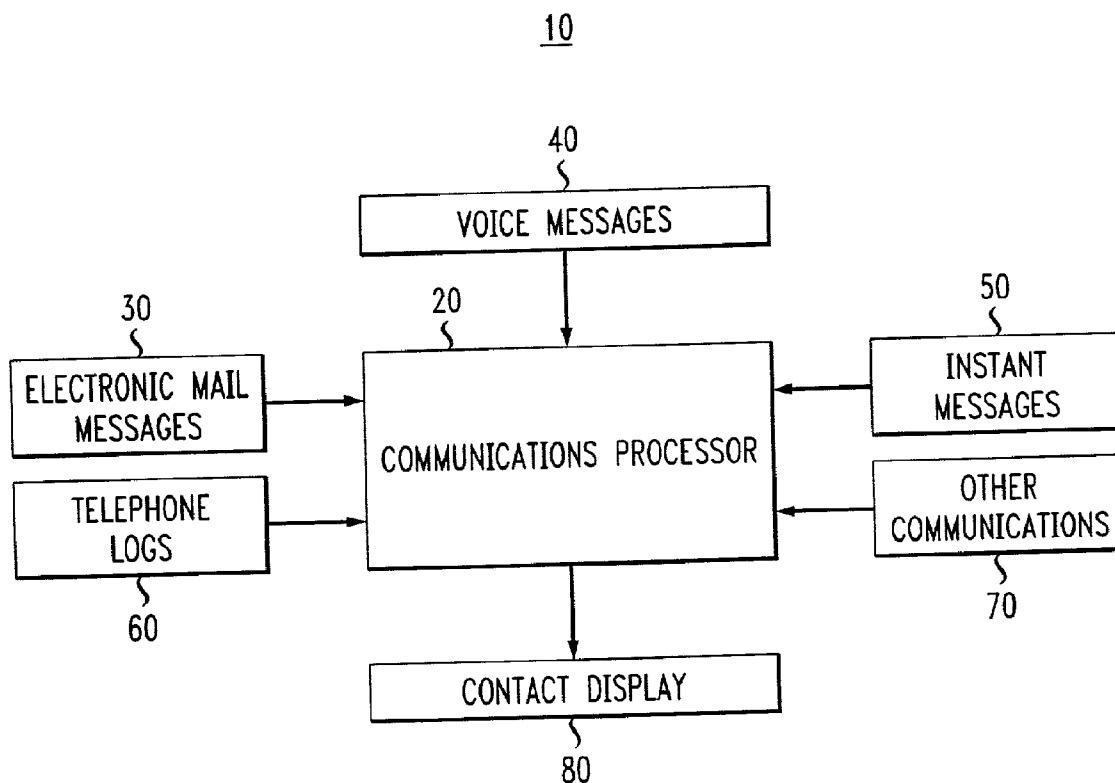 10
40
VOICE MESSAGES
30
20
50
ELECTRONIC MAIL
MESSAGES
COMMUNICATIONS PROCESSOR
INSTANT
MESSAGES
TELEPHONE
LOGS
OTHER
COMMUNICATIONS
60
70
CONTACT DISPLAY
80